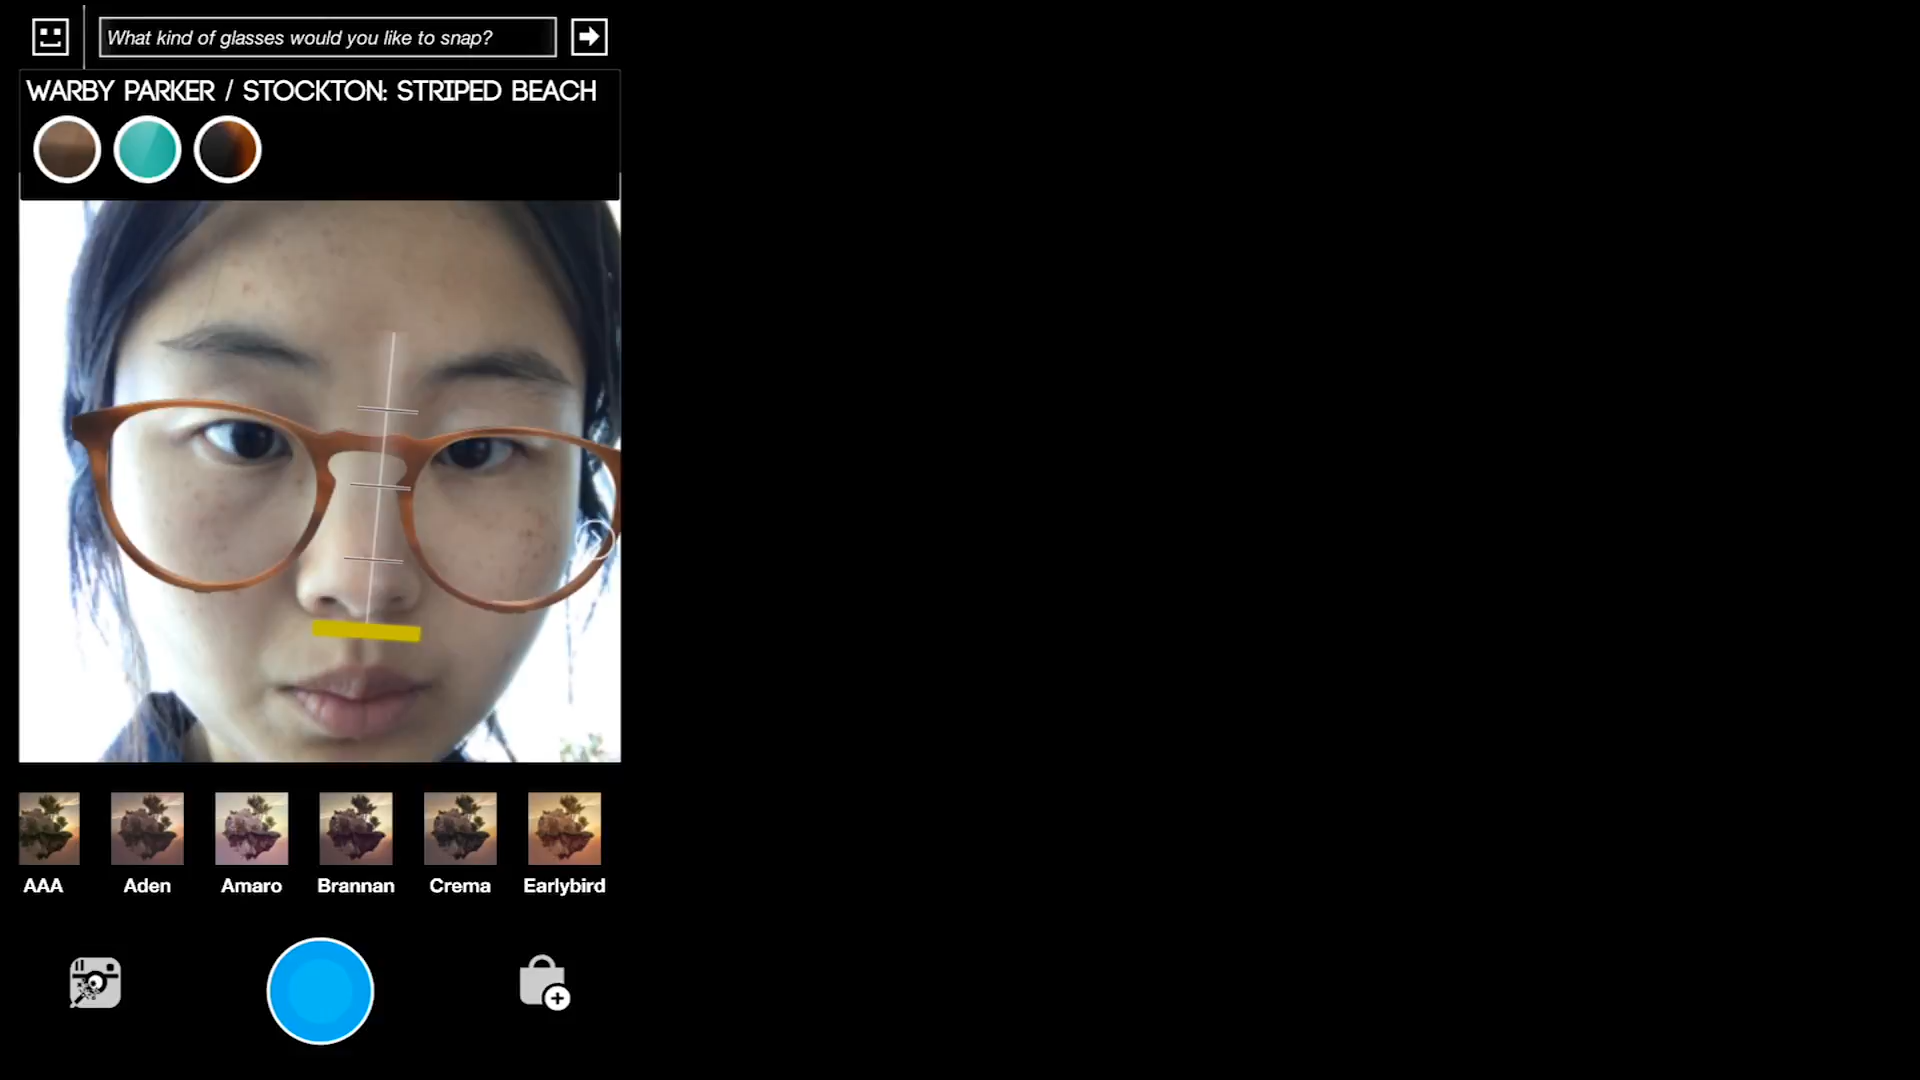 What kind of glasses would you like to snap?
WARBY PARKER / STOCKTON: STRIPED BEACH
AAA Aden Amaro Brannan Crema Earlybird